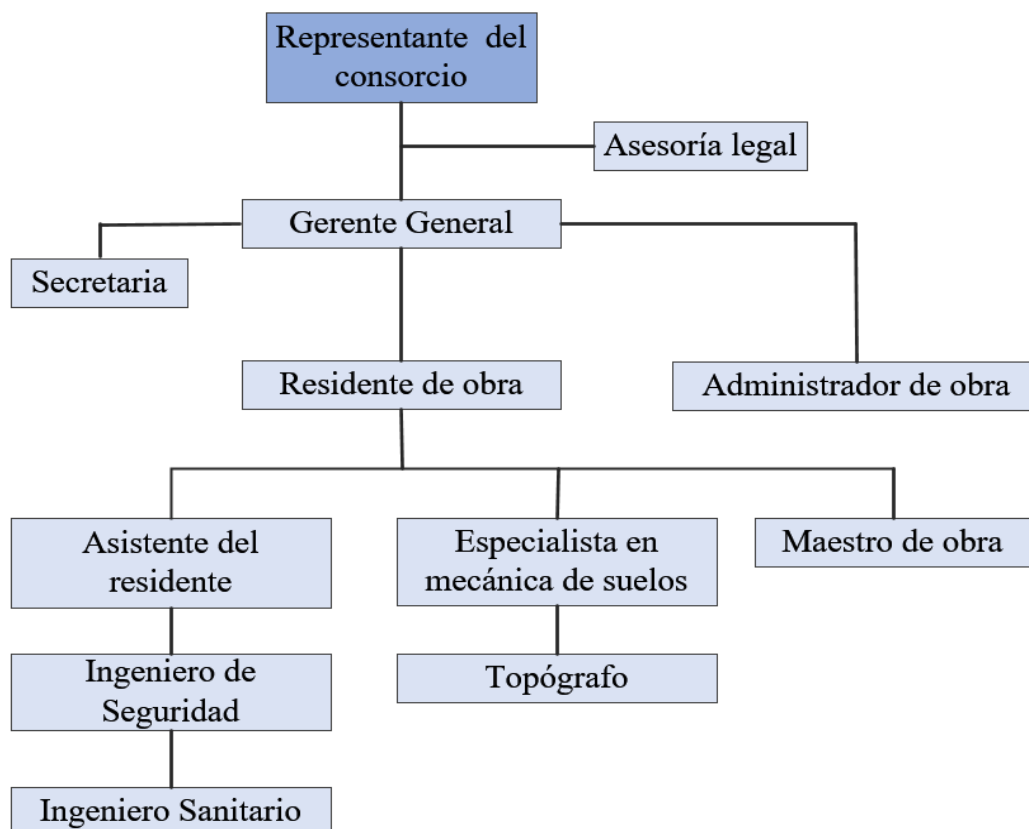 Representante del
consorcio
Asesoría legal
Gerente General
Secretaria
Residente de obra
Administrador de obra
Asistente del
residente
Especialista en
mecánica de suelos
Maestro de obra
Ingeniero de
Seguridad
Topógrafo
Ingeniero Sanitario